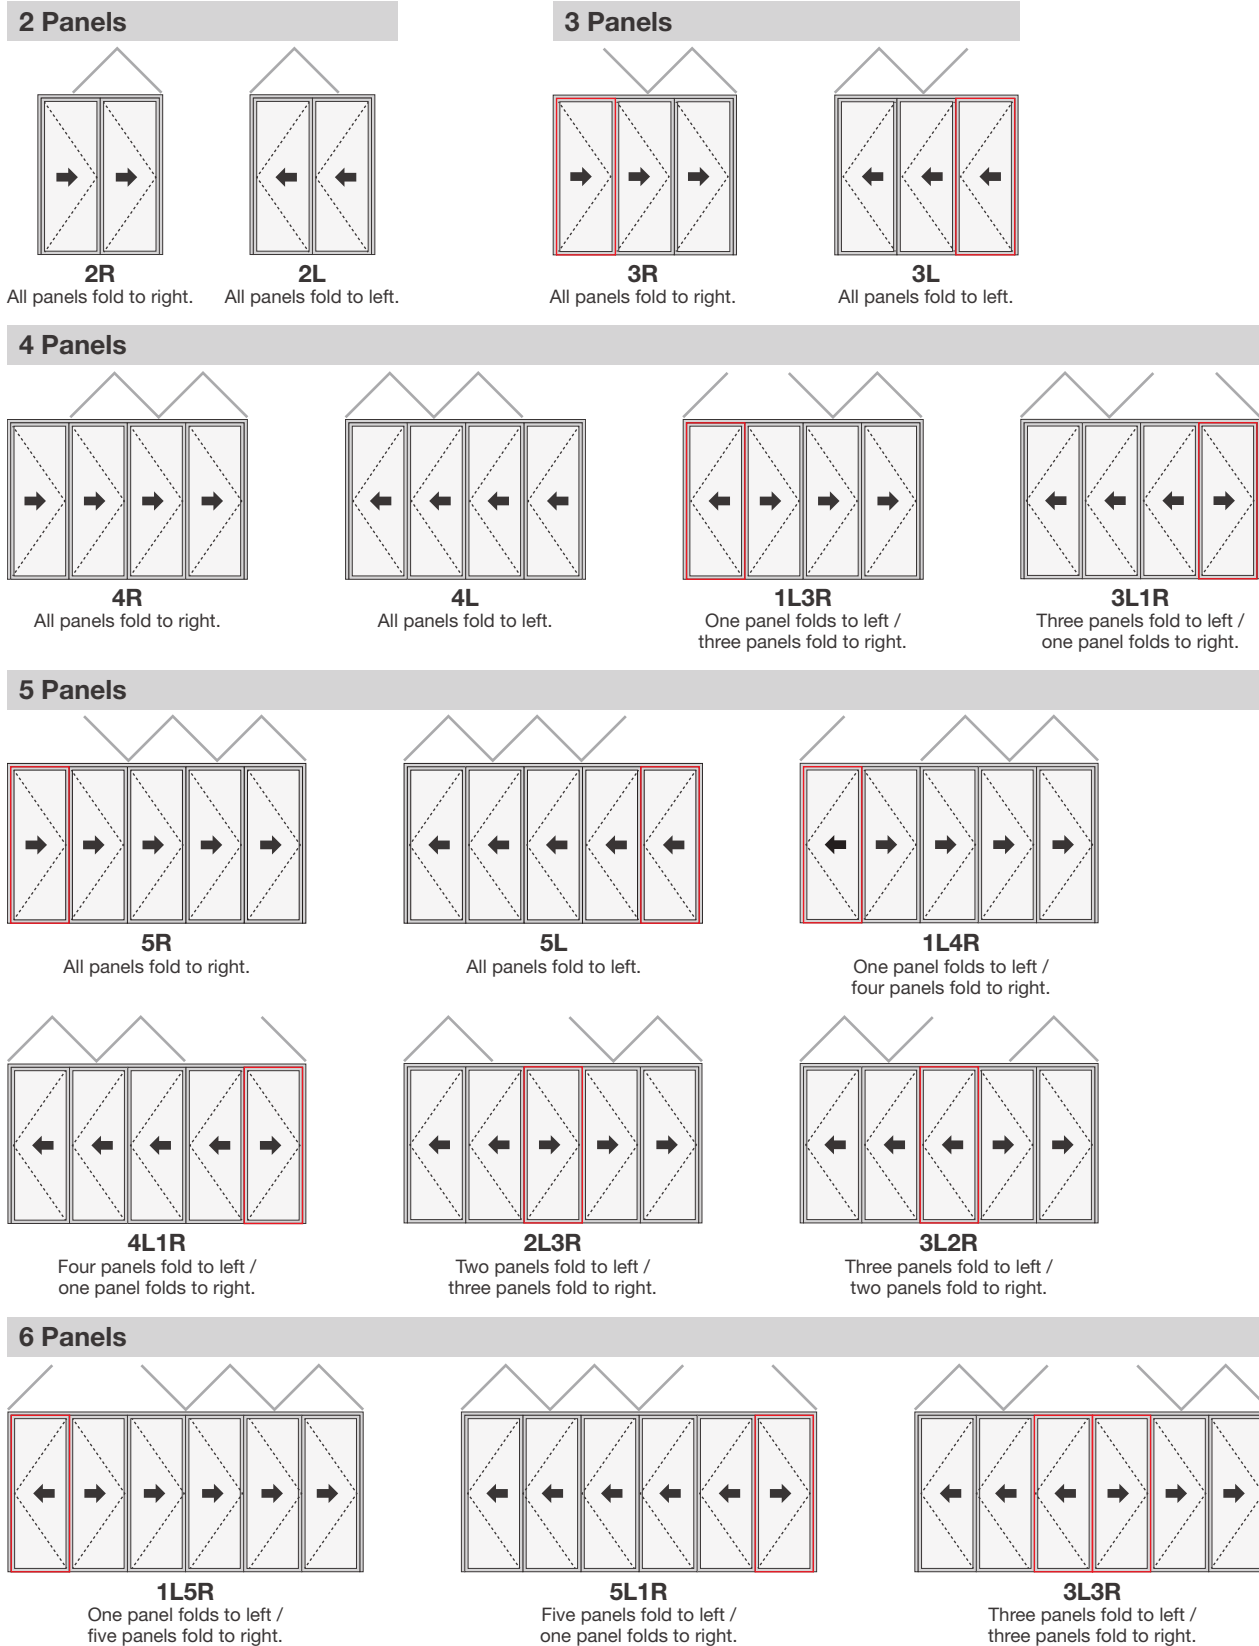 2 Panels
3 Panels
2R
2L
3R
3L
All panels fold to right.
All panels fold to left.
All panels fold to right.
All panels fold to left.
4 Panels
4R
4L
1L3R
3L1R
All panels fold to right.
All panels fold to left.
One panel folds to left /
three panels fold to right.
Three panels fold to left /
one panel folds to right.
5 Panels
5R
5L
1L4R
All panels fold to right.
All panels fold to left.
One panel folds to left /
four panels fold to right.
4L1R
2L3R
3L2R
Four panels fold to left /
one panel folds to right.
Two panels fold to left /
three panels fold to right.
Three panels fold to left /
two panels fold to right.
6 Panels
1L5R
5L1R
3L3R
One panel folds to left /
five panels fold to right.
Five panels fold to left /
one panel folds to right.
Three panels fold to left /
three panels fold to right.